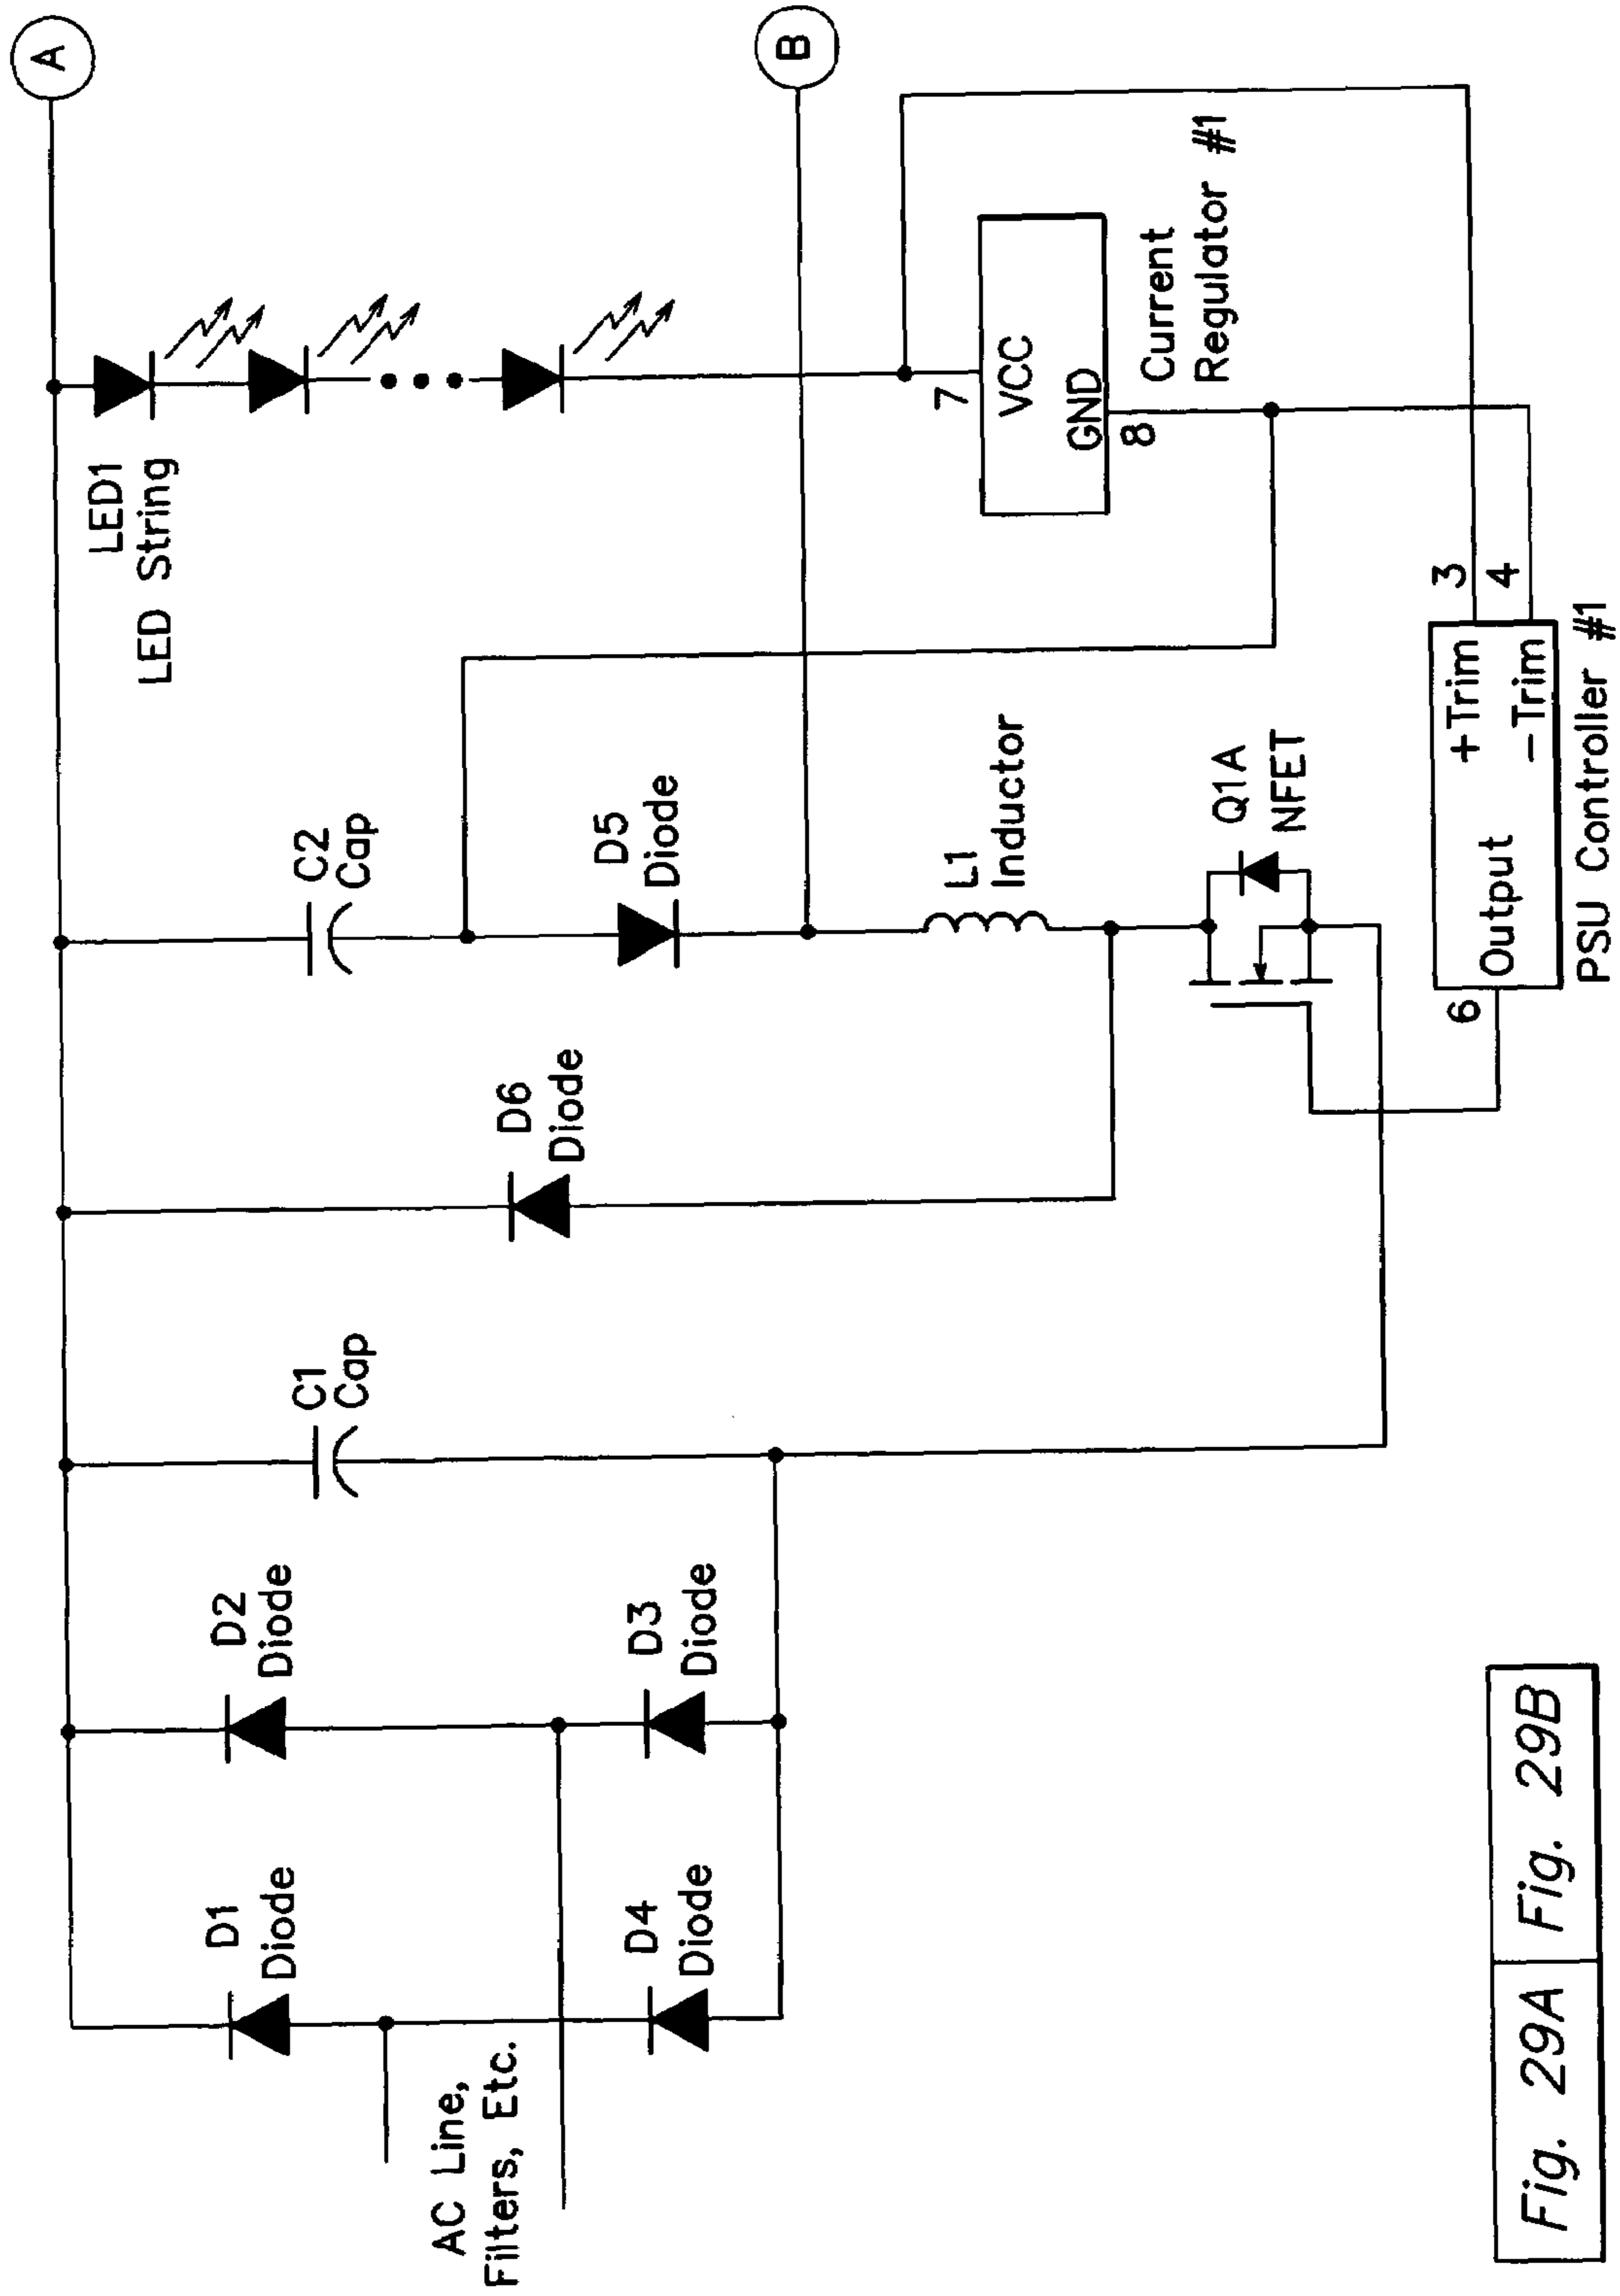 A
B
LED1
LED String
C2
Cap
D5
Diode
D6
Diode
C1
Cap
D2
Diode
D1
Diode
D3
Diode
D4
Diode
AC Line,
Filters, Etc.
L1
Inductor
Q1A
NFET
7
VCC
GND
8
Current
Regulator #1
3
4
+Trim
-Trim
Output
6
PSU Controller #1
Fig. 29A
Fig. 29B